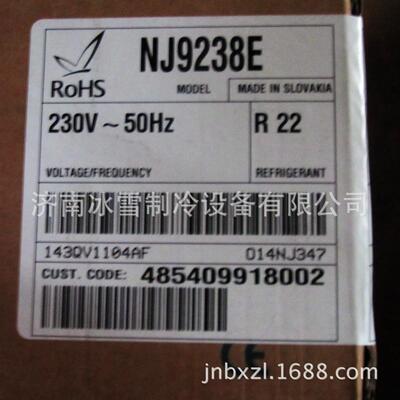 NJ9238E
RoHS
MODEL
MADE IN SLOVAKIA
230V ~ 50Hz
R 22
VOLTAGE/FREQUENCY
REFRIGERANT
济南冰雪制冷设备有限公司
143QV1104AF
014NJ347
CUST. CODE: 485409918002
CE
jnbxzl.1688.com